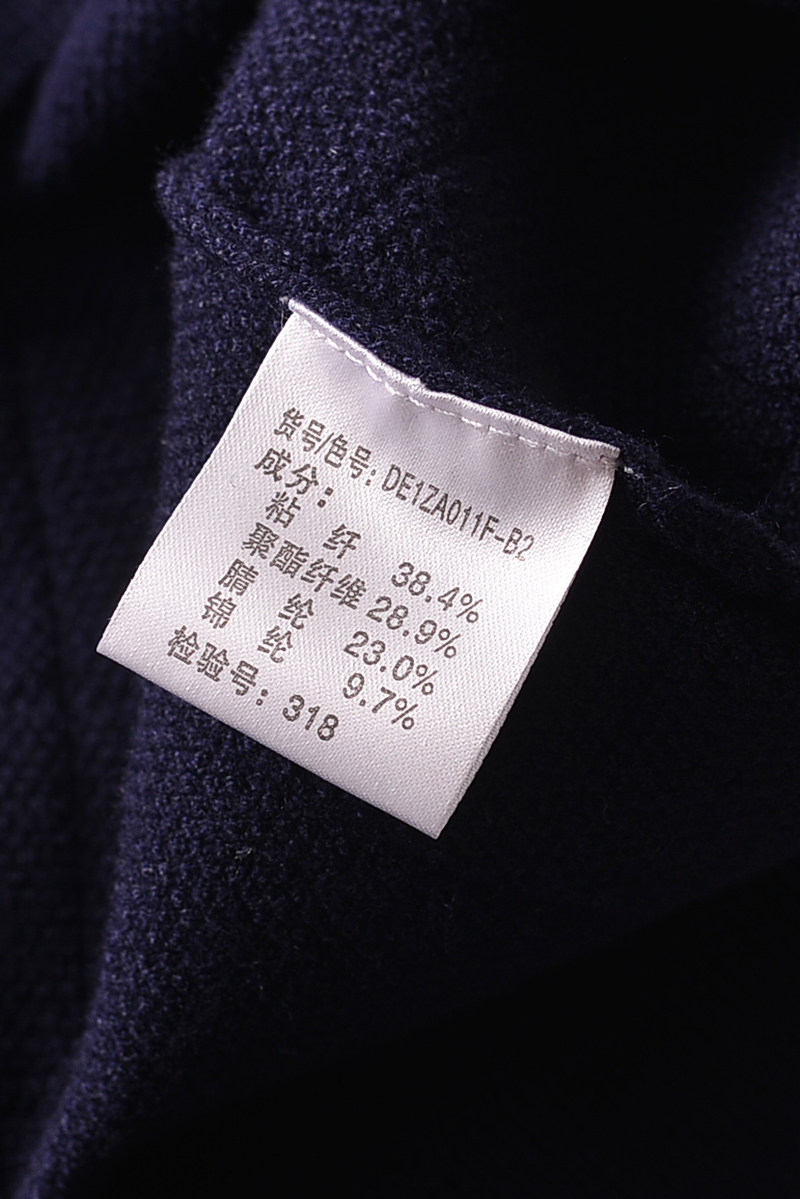 货号/色号：DE1ZA011F-B2
成分：
粘 纤 38.4%
聚酯纤维 28.9%
腈 纶 23.0%
锦 纶 9.7%
检验号：318